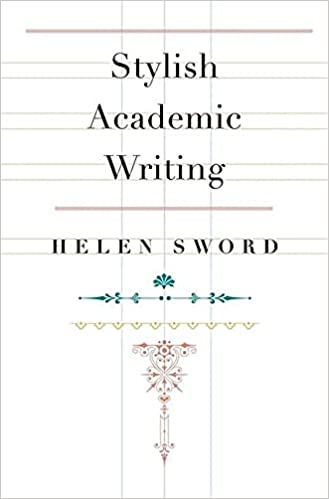 Stylish
Academic
Writing
HELEN SWORD